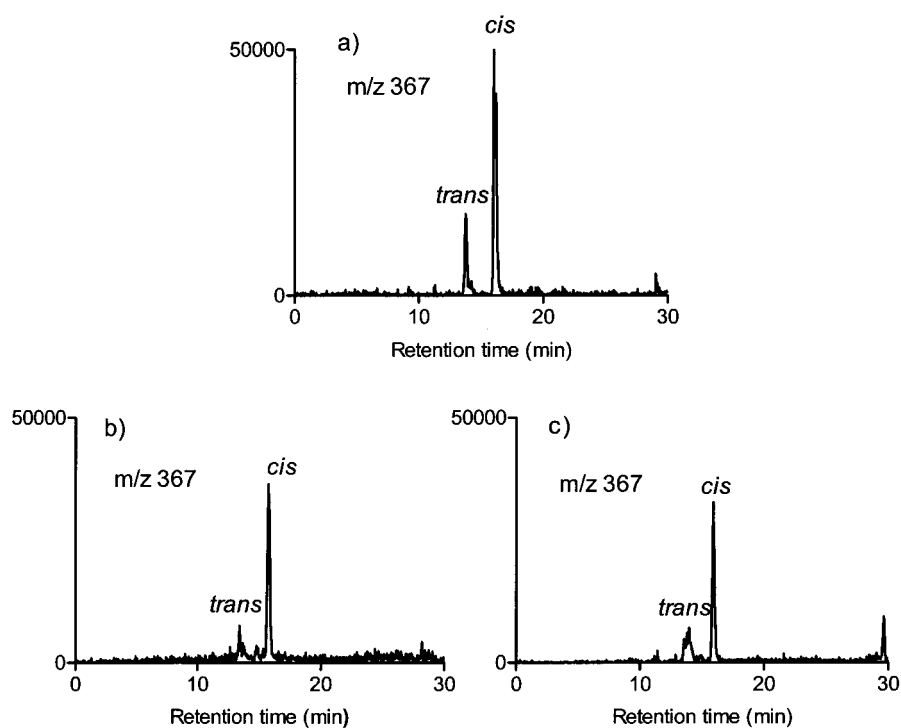 cis
50000
a)
m/z 367
trans
0
0
10
20
30
Retention time (min)
50000
b)
m/z 367
cis
trans
0
0
10
20
30
Retention time (min)
50000
c)
m/z 367
cis
trans
0
0
10
20
30
Retention time (min)